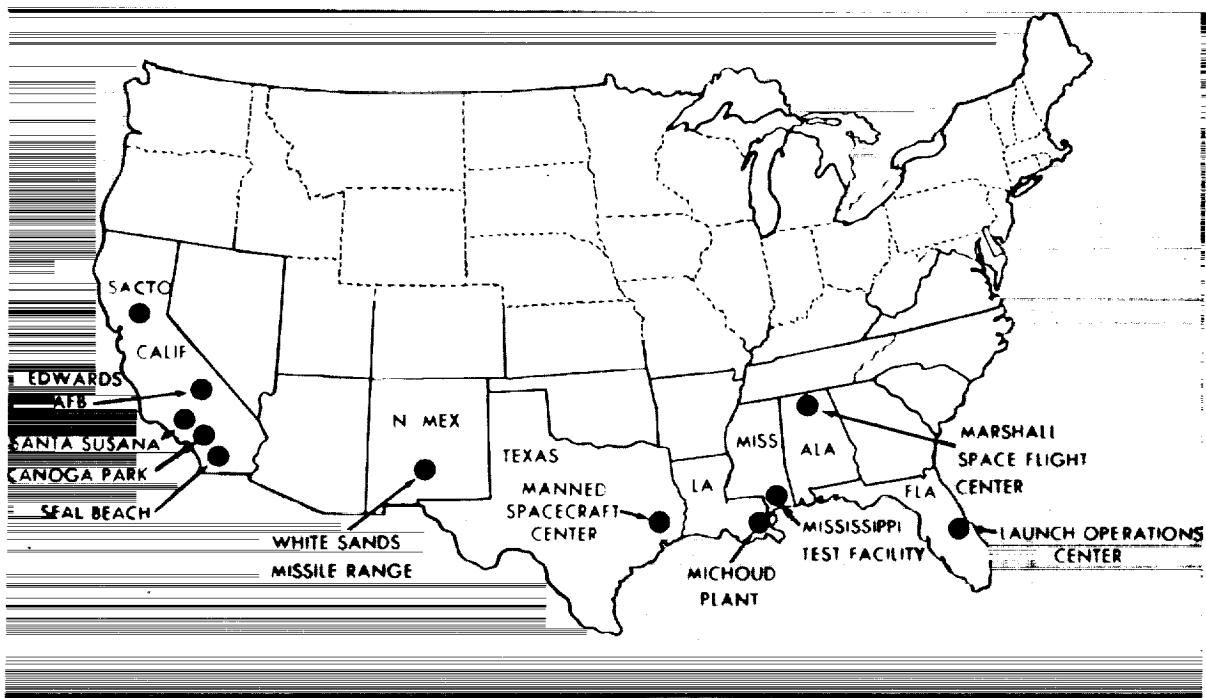 SACTO
CALIF
EDWARDS
AFB
SANTA SUSANA
CANOGA PARK
SEAL BEACH
N MEX
WHITE SANDS
MISSILE RANGE
TEXAS
MANNED
SPACECRAFT
CENTER
LA
MICHOUD
PLANT
MISS
ALA
MISSISSIPPI
TEST FACILITY
MARSHALL
SPACE FLIGHT
CENTER
FLA
LAUNCH OPERATIONS
CENTER